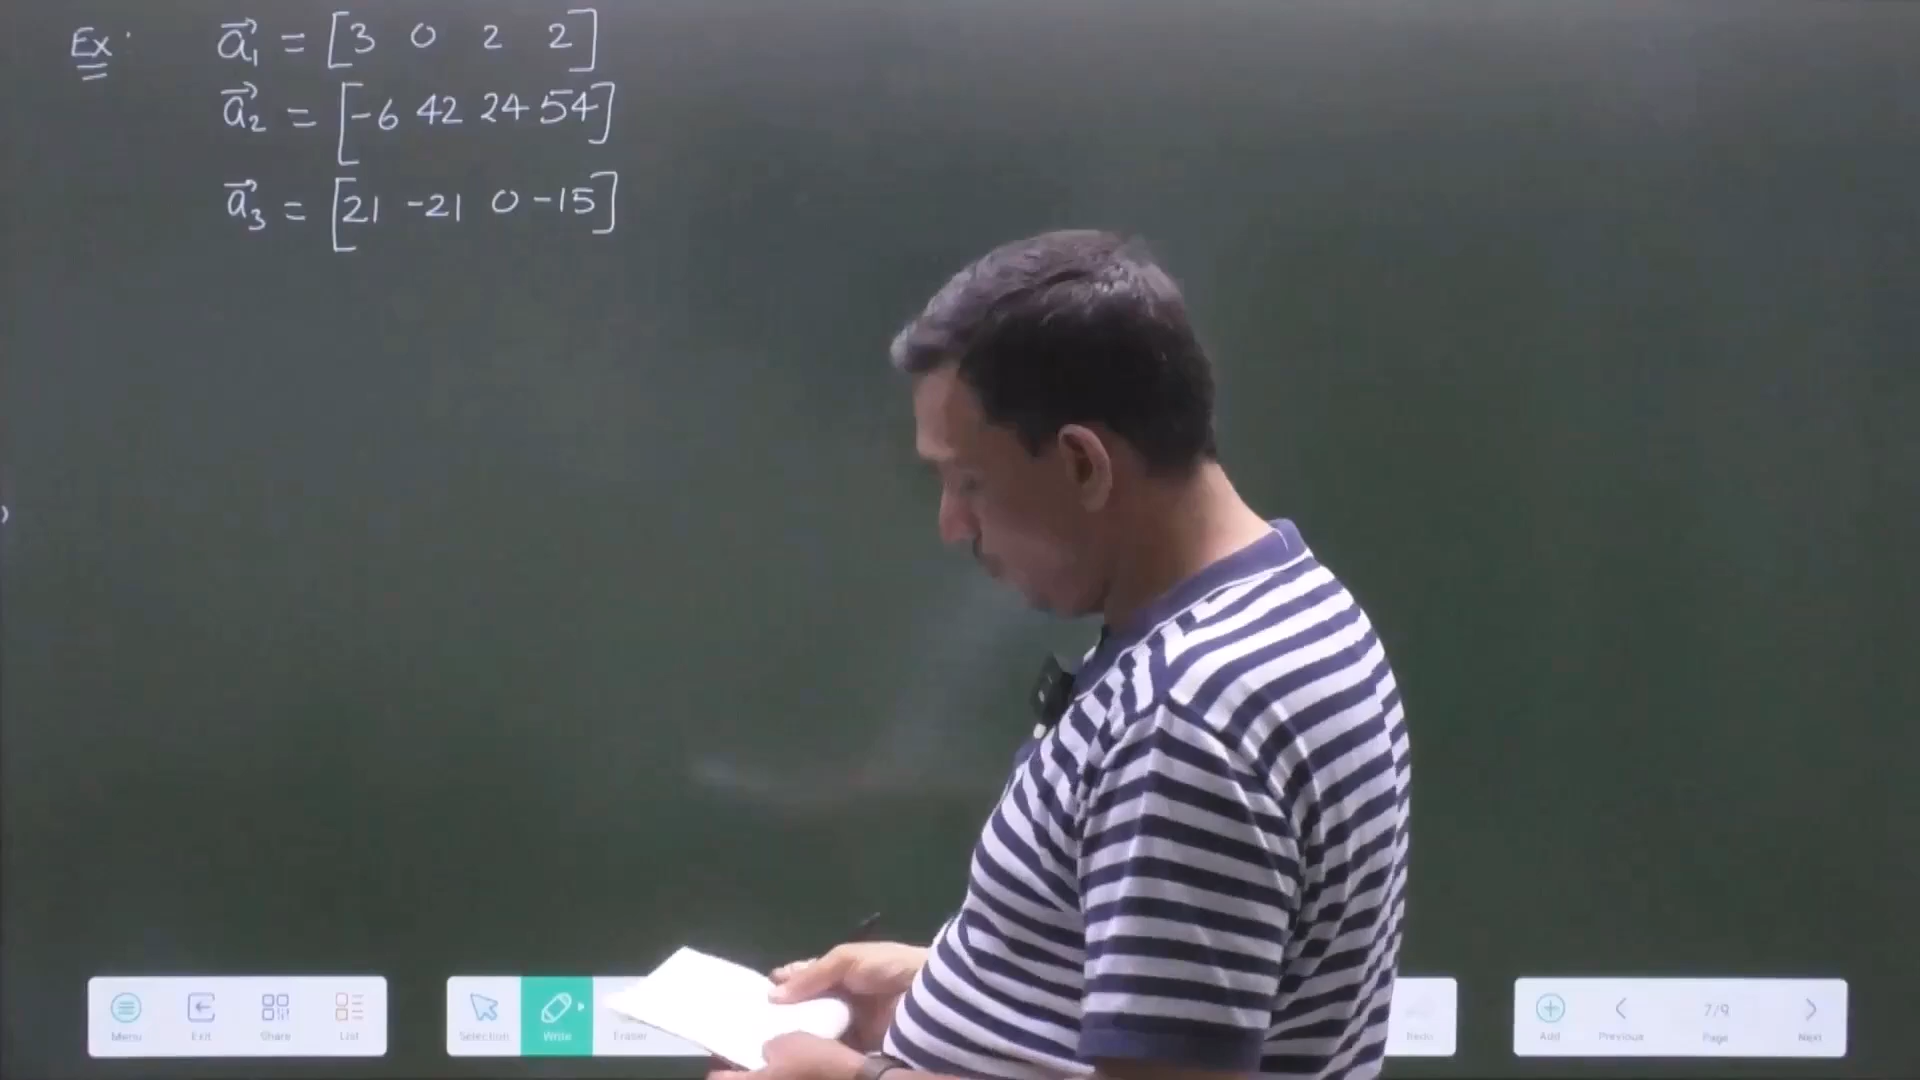 Ex: a⃗₁ = [3 0 2 2]
a⃗₂ = [-6 42 24 54]
a⃗₃ = [21 -21 0 -15]
Menu Exit Share List Selection Write Eraser Redo Add Previous 7/9 Page Next